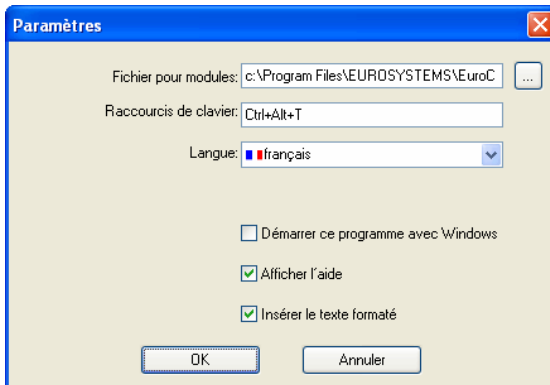 Paramètres
Fichier pour modules: c:\Program Files\EUROSYSTEMS\EuroC ...
Raccourcis de clavier: Ctrl+Alt+T
Langue: français
Démarrer ce programme avec Windows
Afficher l'aide
Insérer le texte formaté
OK Annuler